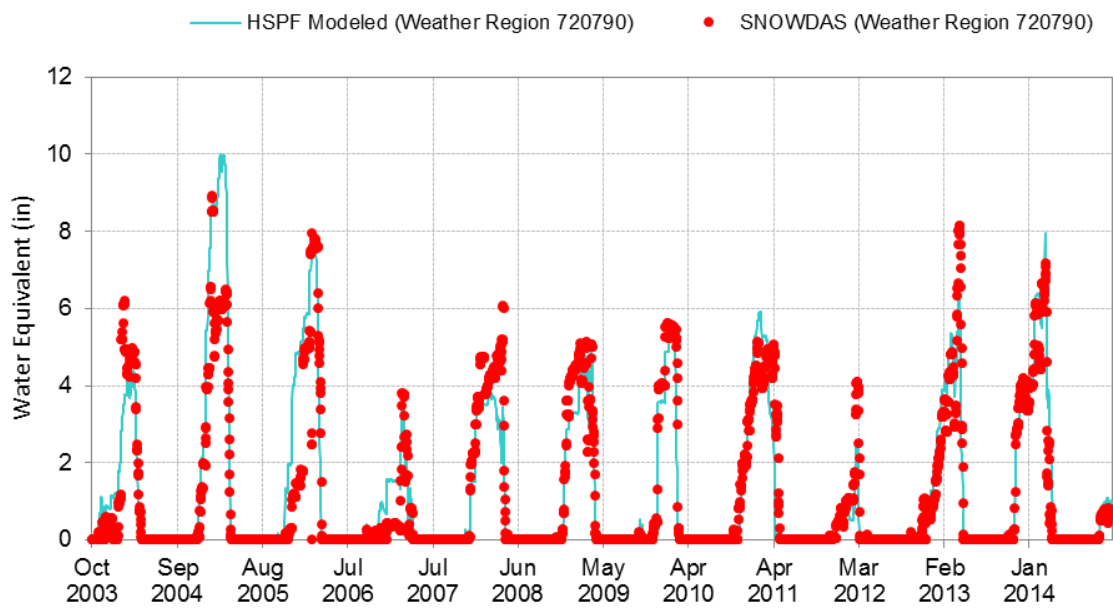 HSPF Modeled (Weather Region 720790) SNOWDAS (Weather Region 720790)
12
10
8
6
4
2
0
Water Equivalent (in)
Oct Sep Aug Jul Jul Jun May Apr Apr Mar Feb Jan
2003 2004 2005 2006 2007 2008 2009 2010 2011 2012 2013 2014